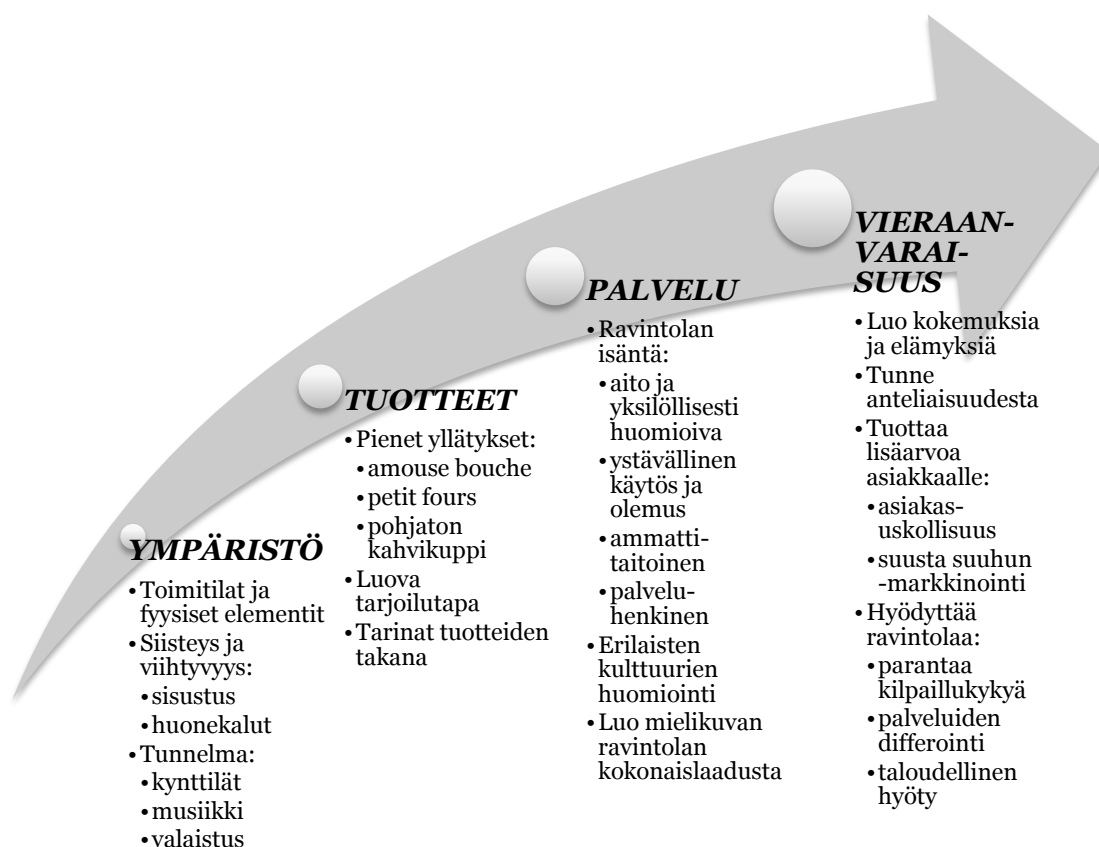 YMPÄRISTÖ
•Toimitilat ja
fyysiset elementit
•Siisteys ja
viihtyvyys:
•sisustus
•huonekalut
•Tunnelma:
•kynttilät
•musiikki
•valaistus
TUOTTEET
•Pienet yllätykset:
•amouse bouche
•petit fours
•pohjaton
kahvikuppi
•Luova
tarjoilutapa
•Tarinat tuotteiden
takana
PALVELU
•Ravintolan
isäntä:
•aito ja
yksilöllisesti
huomioiva
•ystävällinen
käytös ja
olemus
•ammatti-
taitoinen
•palvelu-
henkinen
•Erilaisten
kulttuurien
huomiointi
•Luo mielikuvan
ravintolan
kokonaislaadusta
VIERAAN-
VARAI-
SUUS
•Luo kokemuksia
ja elämyksiä
•Tunne
anteliaisuudesta
•Tuottaa
lisäarvoa
asiakkaalle:
•asiakas-
uskollisuus
•suusta suuhun
-markkinointi
•Hyödyttää
ravintolaa:
•parantaa
kilpaillukykyä
•palveluiden
differointi
•taloudellinen
hyöty